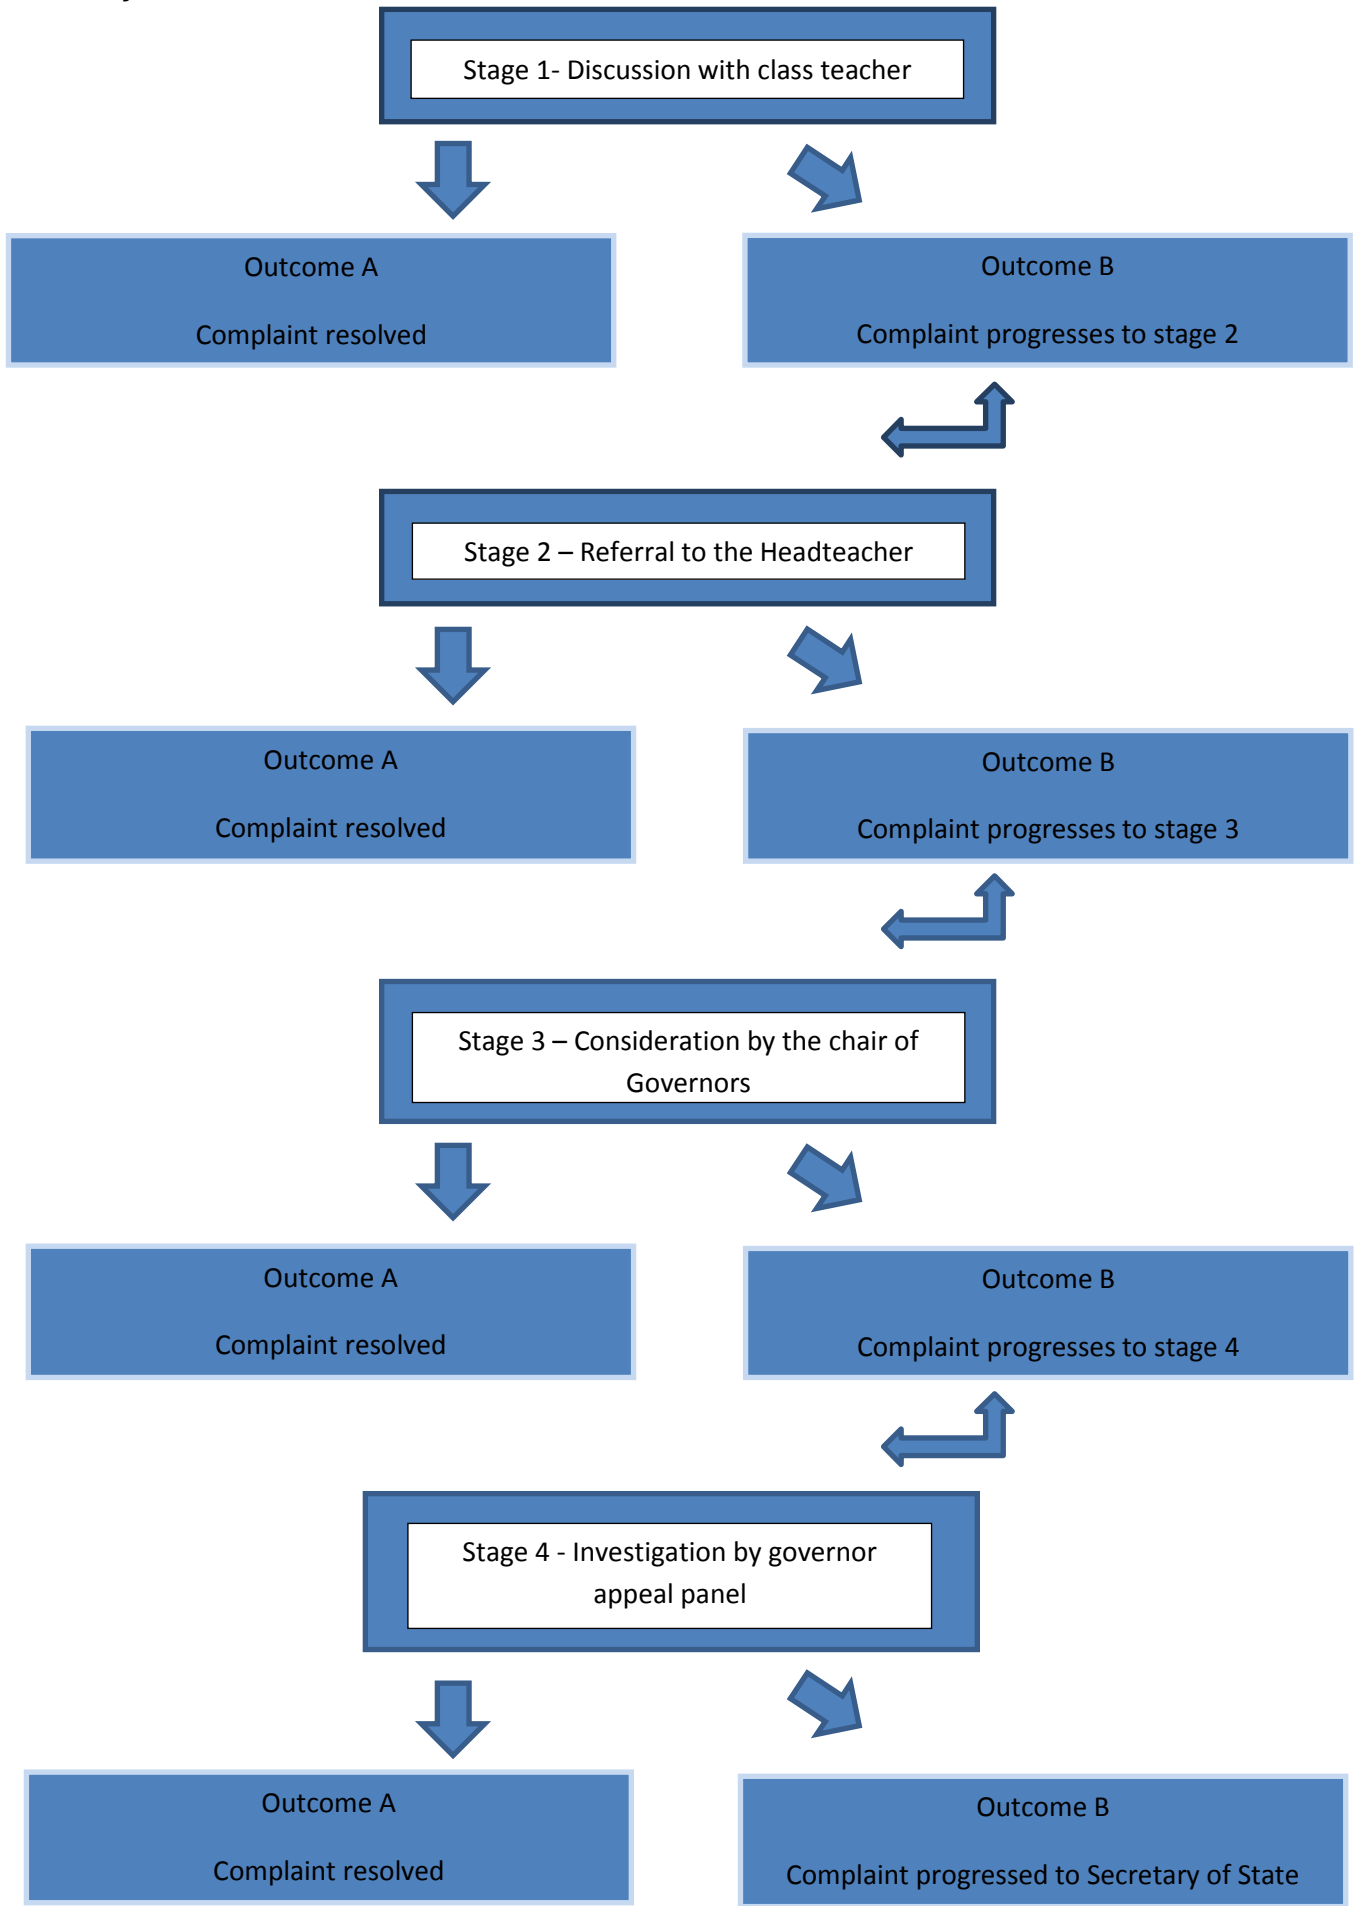 Stage 1- Discussion with class teacher
Outcome A
Complaint resolved
Outcome B
Complaint progresses to stage 2
Stage 2 – Referral to the Headteacher
Outcome A
Complaint resolved
Outcome B
Complaint progresses to stage 3
Stage 3 – Consideration by the chair of
Governors
Outcome A
Complaint resolved
Outcome B
Complaint progresses to stage 4
Stage 4 - Investigation by governor
appeal panel
Outcome A
Complaint resolved
Outcome B
Complaint progressed to Secretary of State